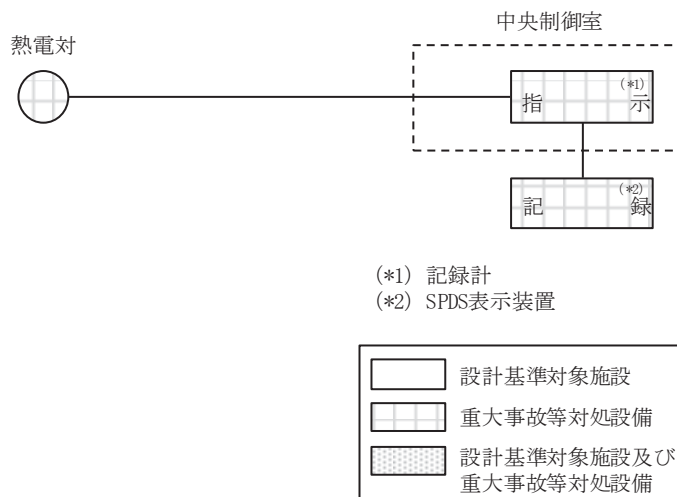 中央制御室
熱電対
指 示(*1)
記 録(*2)
(*1) 記録計
(*2) SPDS表示装置
設計基準対象施設
重大事故等対処設備
設計基準対象施設及び
重大事故等対処設備